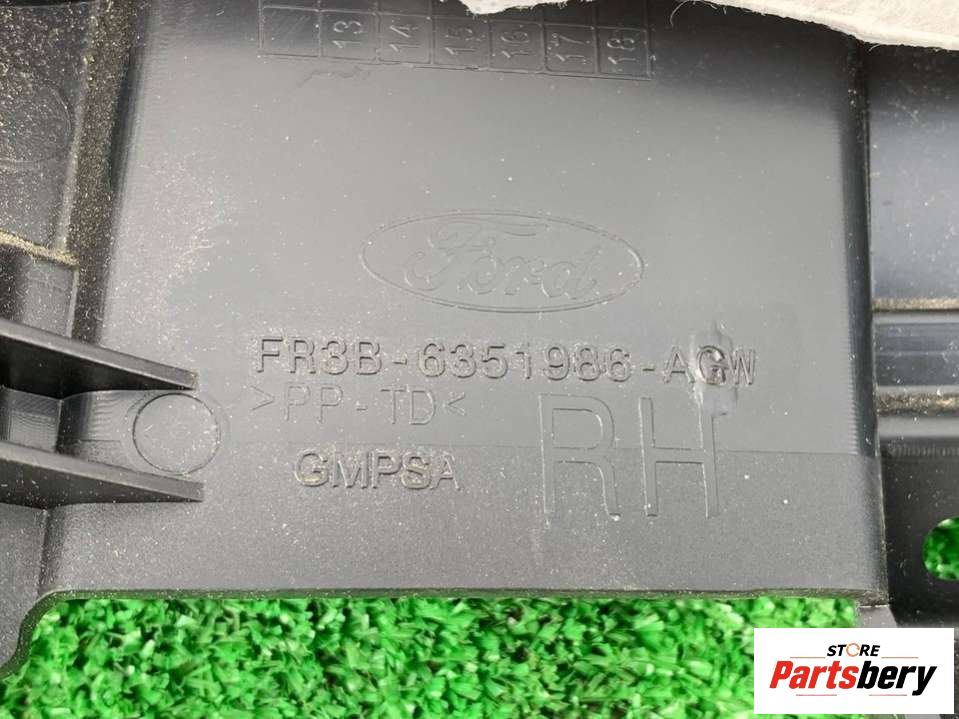 13 14 15 16 17 18
Ford
FR3B-6351986-AGW
>PP-TD<
RH
GMPSA
STORE
Partsbery